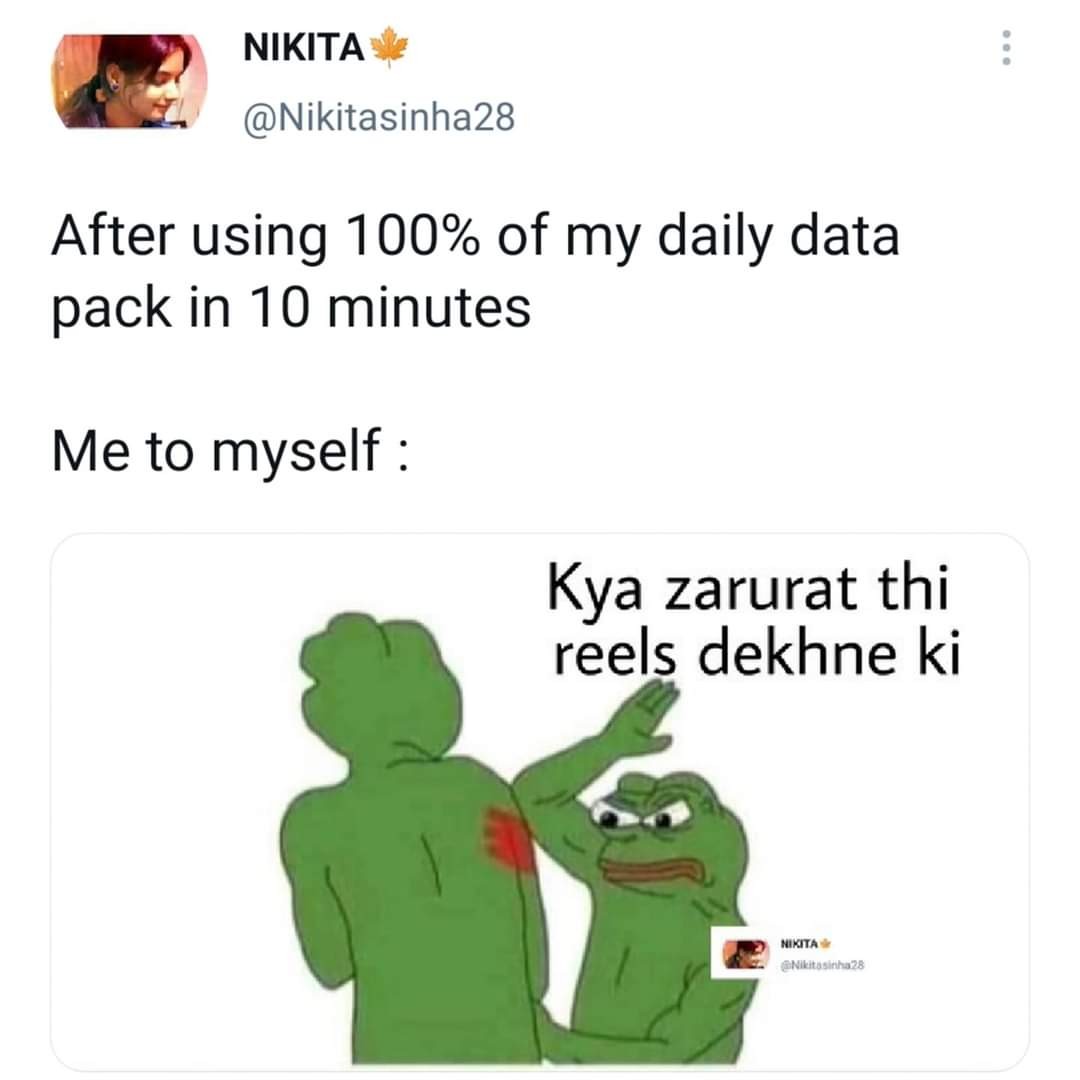 NIKITA🍁
@Nikitasinha28
After using 100% of my daily data
pack in 10 minutes
Me to myself :
Kya zarurat thi
reels dekhne ki
NIKITA🍁
@Nikitasinha28